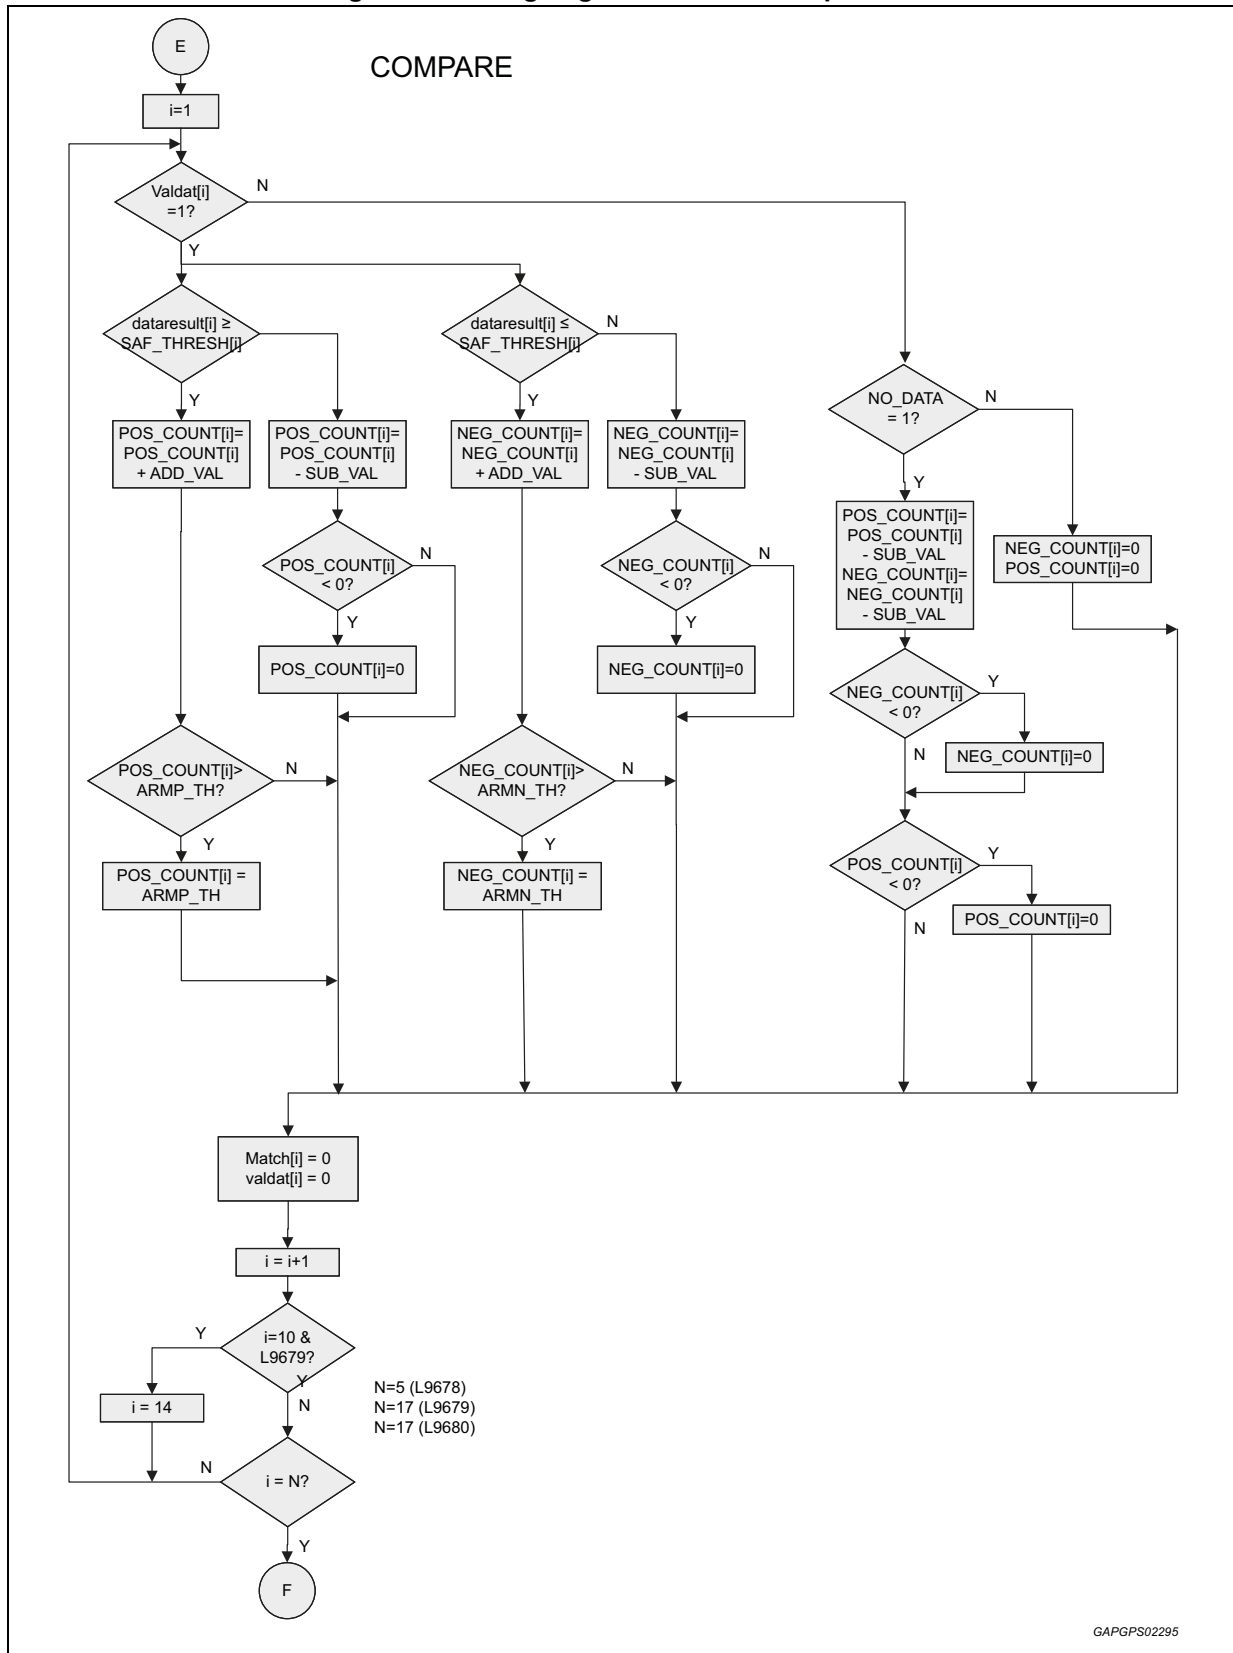 E
COMPARE
i=1
Valdat[i]
=1?
N
Y
dataresult[i] ≥
SAF_THRESH[i]
Y
dataresult[i] ≤
SAF_THRESH[i]
N
Y
POS_COUNT[i]=
POS_COUNT[i]
+ ADD_VAL
POS_COUNT[i]=
POS_COUNT[i]
- SUB_VAL
NEG_COUNT[i]=
NEG_COUNT[i]
+ ADD_VAL
NEG_COUNT[i]=
NEG_COUNT[i]
- SUB_VAL
NO_DATA
= 1?
N
Y
POS_COUNT[i]
< 0?
N
Y
POS_COUNT[i]=0
NEG_COUNT[i]
< 0?
N
Y
NEG_COUNT[i]=0
POS_COUNT[i]=
POS_COUNT[i]
- SUB_VAL
NEG_COUNT[i]=
NEG_COUNT[i]
- SUB_VAL
NEG_COUNT[i]=0
POS_COUNT[i]=0
NEG_COUNT[i]
< 0?
Y
N
NEG_COUNT[i]=0
POS_COUNT[i]>
ARMP_TH?
N
Y
POS_COUNT[i] =
ARMP_TH
NEG_COUNT[i]>
ARMN_TH?
N
Y
NEG_COUNT[i] =
ARMN_TH
POS_COUNT[i]
< 0?
Y
N
POS_COUNT[i]=0
Match[i] = 0
valdat[i] = 0
i = i+1
i=10 &
L9679?
Y
Y
N
i = 14
N=5 (L9678)
N=17 (L9679)
N=17 (L9680)
i = N?
N
Y
F
GAPGPS02295